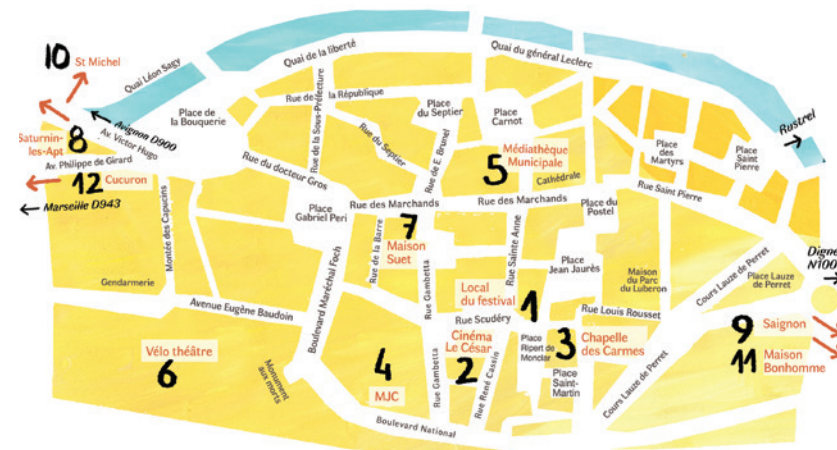 10
St Michel
Quai Léon Sagy
Quai de la liberté
Quai du général Leclerc
Rue de la République
Place de
la Bouquerie
Avignon D900
Av. Victor Hugo
8
Saturnin-
les-Apt
Av. Philippe de Girard
12
Cucuron
Marseille D943
Rue de la Sous-Préfecture
Rue du Septier
Place
du Septier
Place
Carnot
Rue de E. Brunel
5
Médiathèque
Municipale
Cathédrale
Place
des
Martyrs
Place
Saint
Pierre
Rustrel
Rue Saint Pierre
Rue du docteur Gros
Rue des Marchands
Rue des Marchands
Place
Gabriel Peri
Place
du Postel
7
Maison
Suet
Rue de la Barre
Rue Gambetta
Rue Sainte Anne
Place
Jean Jaurès
Maison
du Parc
du Luberon
Cours Lauze de Perret
Place Lauze
de Perret
Digne
N100
Montée des Capucins
Gendarmerie
Avenue Eugène Baudoin
Boulevard Maréchal Foch
Local
du festival
1
Rue Scudéry
Rue Louis Rousset
Vélo théâtre
6
Monument
aux morts
4
MJC
Cinéma
Le César
2
Rue Gambetta
Rue René Cassin
Place
Ripert de
Monclar
3
Chapelle
des Carmes
Place
Saint-
Martin
Cours Lauze de Perret
9
Saignon
11
Maison
Bonhomme
Boulevard National